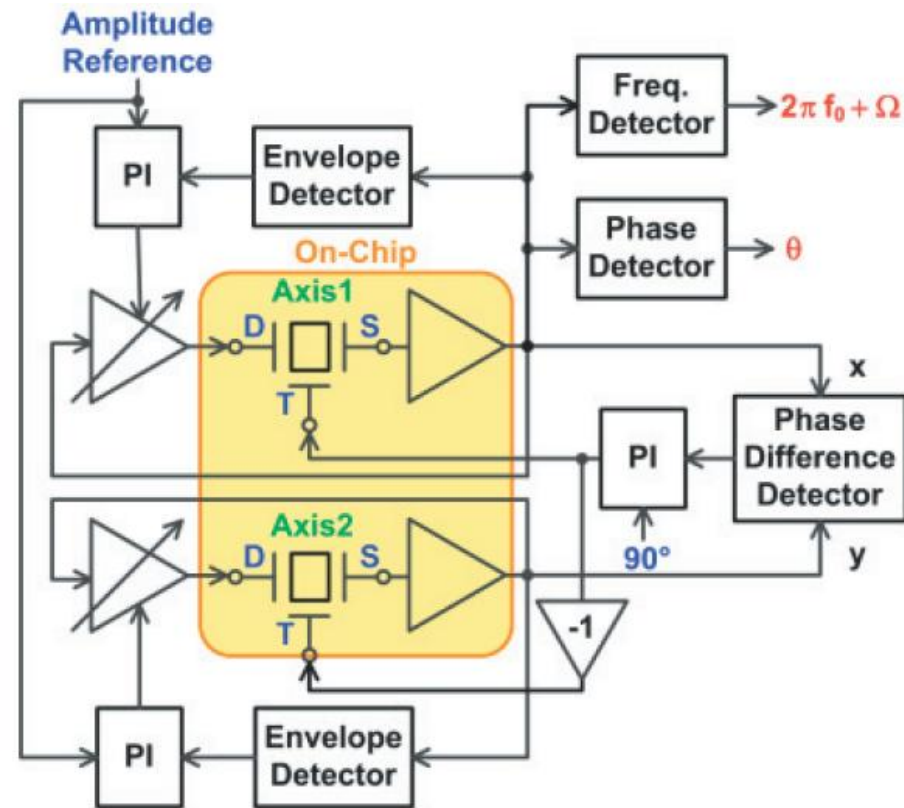 Amplitude
Reference
PI
Envelope
Detector
Freq.
Detector
2π f₀ + Ω
Phase
Detector
θ
On-Chip
Axis1
D
S
T
x
PI
Phase
Difference
Detector
90°
y
Axis2
D
S
T
-1
PI
Envelope
Detector